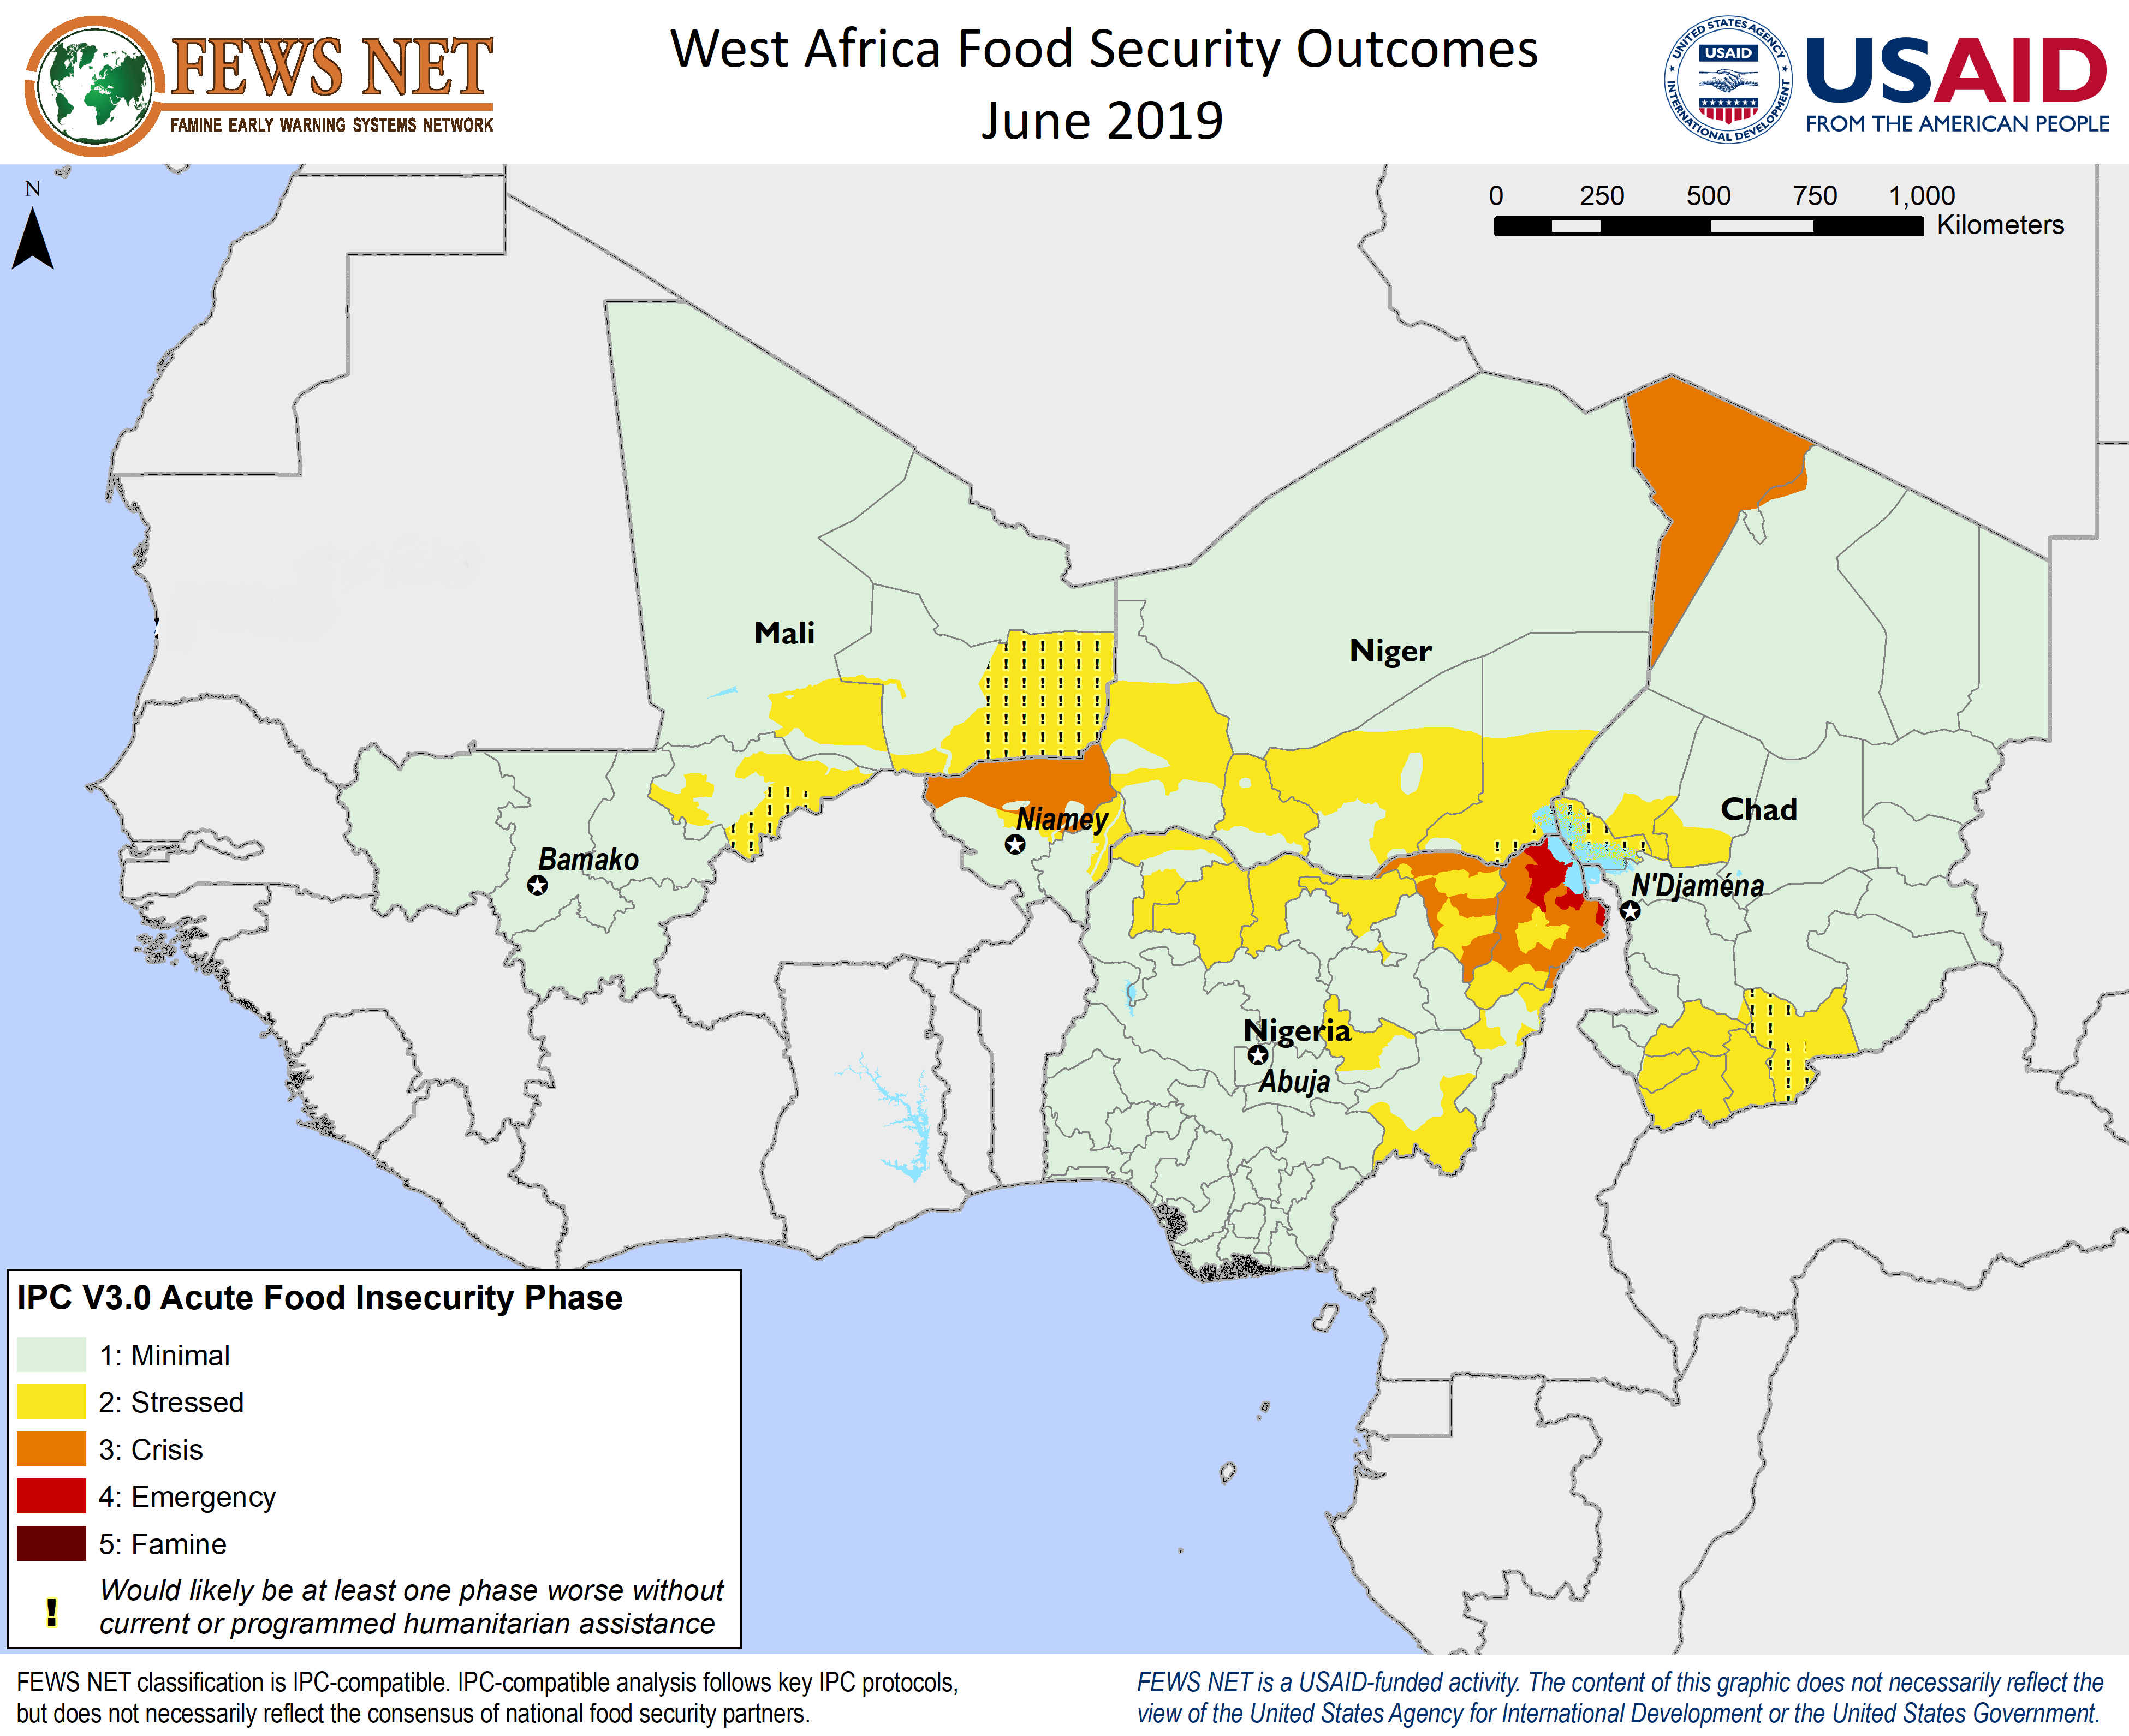 FEWS NET
FAMINE EARLY WARNING SYSTEMS NETWORK
West Africa Food Security Outcomes
June 2019
UNITED STATES AGENCY
INTERNATIONAL DEVELOPMENT
USAID
USAID
FROM THE AMERICAN PEOPLE
N
0 250 500 750 1,000
Kilometers
Mali
Niger
Chad
Niamey
Bamako
N'Djaména
Nigeria
Abuja
IPC V3.0 Acute Food Insecurity Phase
1: Minimal
2: Stressed
3: Crisis
4: Emergency
5: Famine
! Would likely be at least one phase worse without
current or programmed humanitarian assistance
FEWS NET classification is IPC-compatible. IPC-compatible analysis follows key IPC protocols,
but does not necessarily reflect the consensus of national food security partners.
FEWS NET is a USAID-funded activity. The content of this graphic does not necessarily reflect the
view of the United States Agency for International Development or the United States Government.